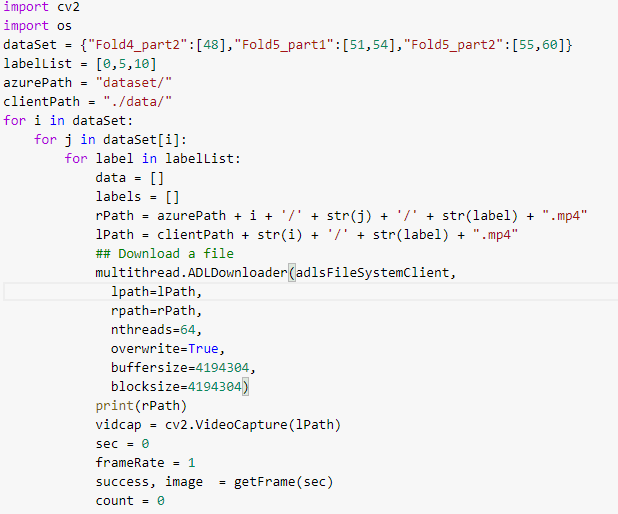 import cv2
import os
dataSet = {"Fold4_part2":[48],"Fold5_part1":[51,54],"Fold5_part2":[55,60]}
labelList = [0,5,10]
azurePath = "dataset/"
clientPath = "./data/"
for i in dataSet:
    for j in dataSet[i]:
        for label in labelList:
            data = []
            labels = []
            rPath = azurePath + i + '/' + str(j) + '/' + str(label) + ".mp4"
            lPath = clientPath + str(i) + '/' + str(label) + ".mp4"
            ## Download a file
            multithread.ADLDownloader(adlsFileSystemClient,
              lpath=lPath,
              rpath=rPath,
              nthreads=64,
              overwrite=True,
              buffersize=4194304,
              blocksize=4194304)
            print(rPath)
            vidcap = cv2.VideoCapture(lPath)
            sec = 0
            frameRate = 1
            success, image  = getFrame(sec)
            count = 0